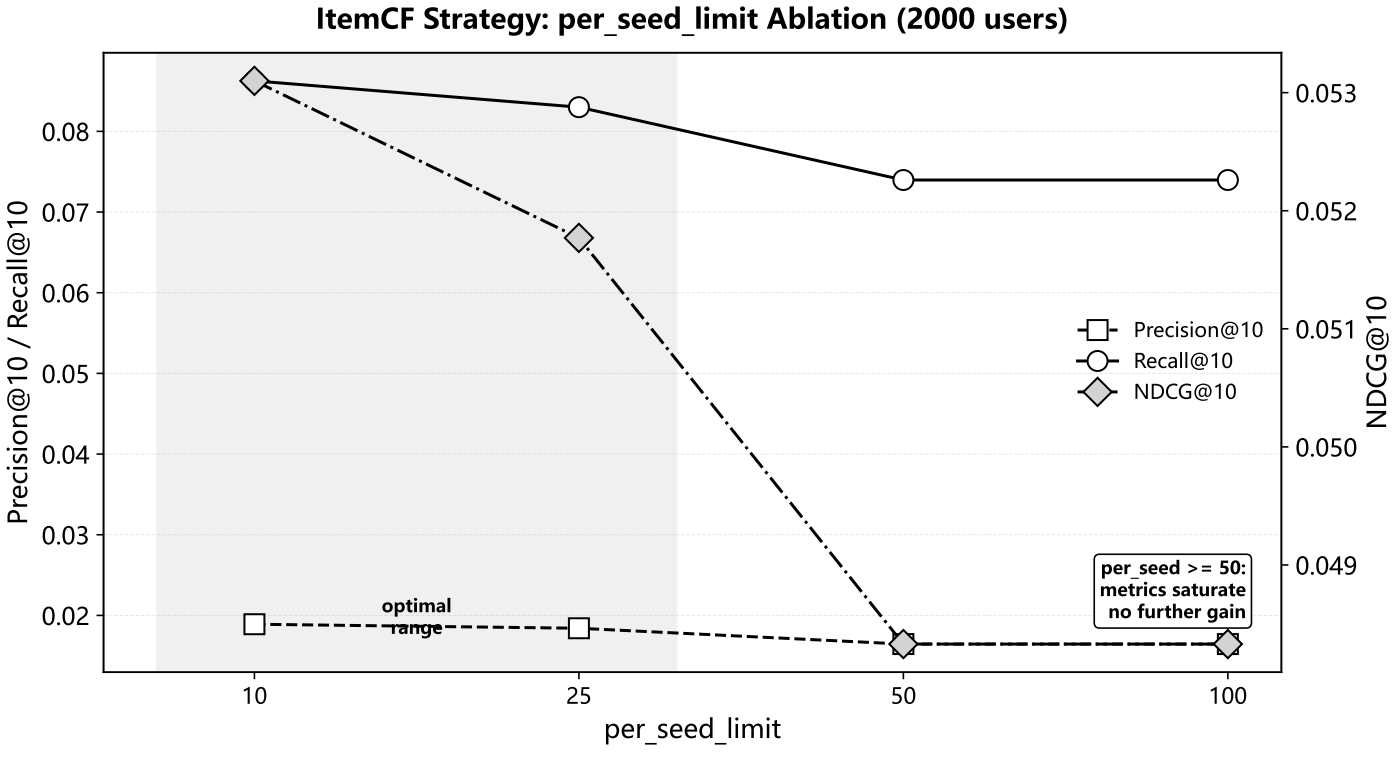 ItemCF Strategy: per_seed_limit Ablation (2000 users)
Precision@10 / Recall@10
0.08
0.07
0.06
0.05
0.04
0.03
0.02
optimal
range
Precision@10
Recall@10
NDCG@10
per_seed >= 50:
metrics saturate
no further gain
0.053
0.052
0.051
0.050
0.049
NDCG@10
10
25
50
100
per_seed_limit